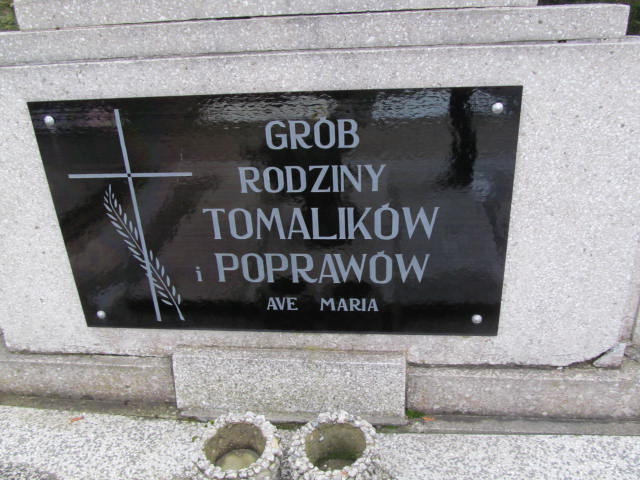 GRÓB
RODZINY
TOMALIKÓW
i POPRAWÓW
AVE MARIA